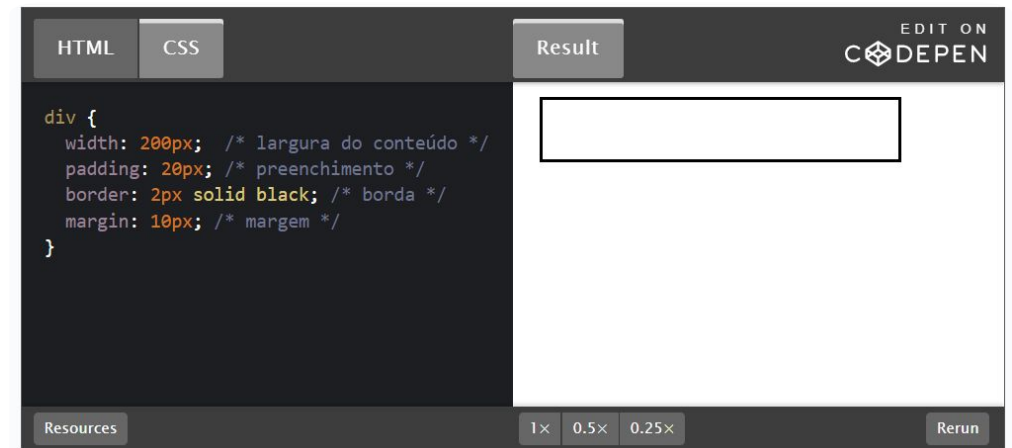 HTML CSS Result EDIT ON
CODEPEN
div {
  width: 200px;  /* largura do conteúdo */
  padding: 20px; /* preenchimento */
  border: 2px solid black; /* borda */
  margin: 10px; /* margem */
}
Resources 1× 0.5× 0.25× Rerun